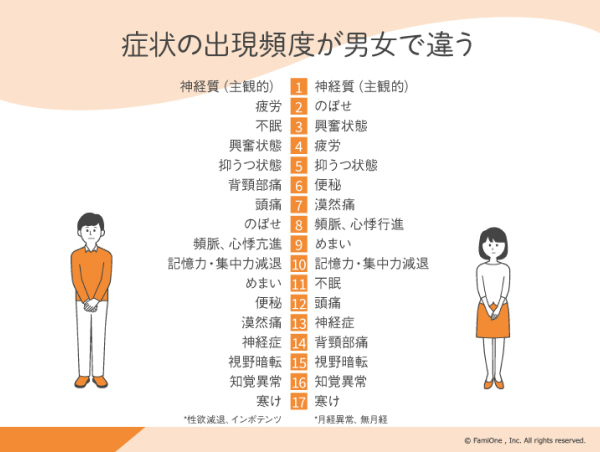 症状の出現頻度が男女で違う
神経質（主観的） 1 神経質（主観的）
疲労 2 のぼせ
不眠 3 興奮状態
興奮状態 4 疲労
抑うつ状態 5 抑うつ状態
背頸部痛 6 便秘
頭痛 7 漠然痛
のぼせ 8 頻脈、心悸行進
頻脈、心悸亢進 9 めまい
記憶力・集中力減退 10 記憶力・集中力減退
めまい 11 不眠
便秘 12 頭痛
漠然痛 13 神経症
神経症 14 背頸部痛
視野暗転 15 視野暗転
知覚異常 16 知覚異常
寒け 17 寒け
*性欲減退、インポテンツ *月経異常、無月経
© FamiOne , Inc. All rights reserved.